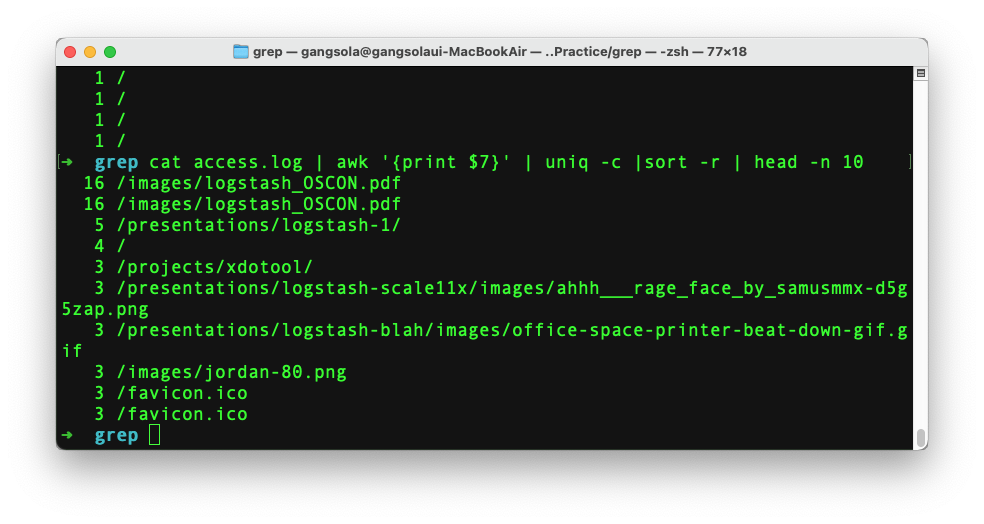 grep — gangsola@gangsolaui-MacBookAir — ..Practice/grep — -zsh — 77×18
1 /
1 /
1 /
1 /
[➜ grep cat access.log | awk '{print $7}' | uniq -c |sort -r | head -n 10 ]
16 /images/logstash_OSCON.pdf
16 /images/logstash_OSCON.pdf
5 /presentations/logstash-1/
4 /
3 /projects/xdotool/
3 /presentations/logstash-scale11x/images/ahhh___rage_face_by_samusmmx-d5g
5zap.png
3 /presentations/logstash-blah/images/office-space-printer-beat-down-gif.g
if
3 /images/jordan-80.png
3 /favicon.ico
3 /favicon.ico
➜ grep